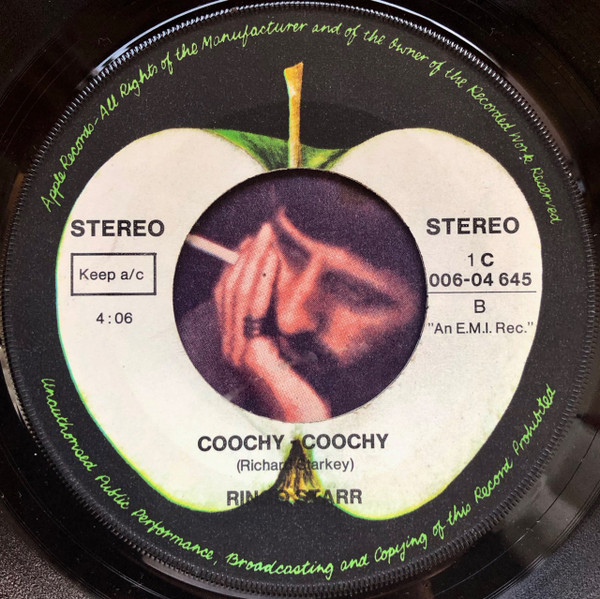 Apple Records-All Rights of the Manufacturer and of the Owner of the Recorded Work Reserved
STEREO
Keep a/c
4:06
STEREO
1 C
006-04 645
B
"An E.M.I. Rec."
COOCHY-COOCHY
(Richard Starkey)
RINGO STARR
Unauthorised Public Performance, Broadcasting and Copying of this Record Prohibited